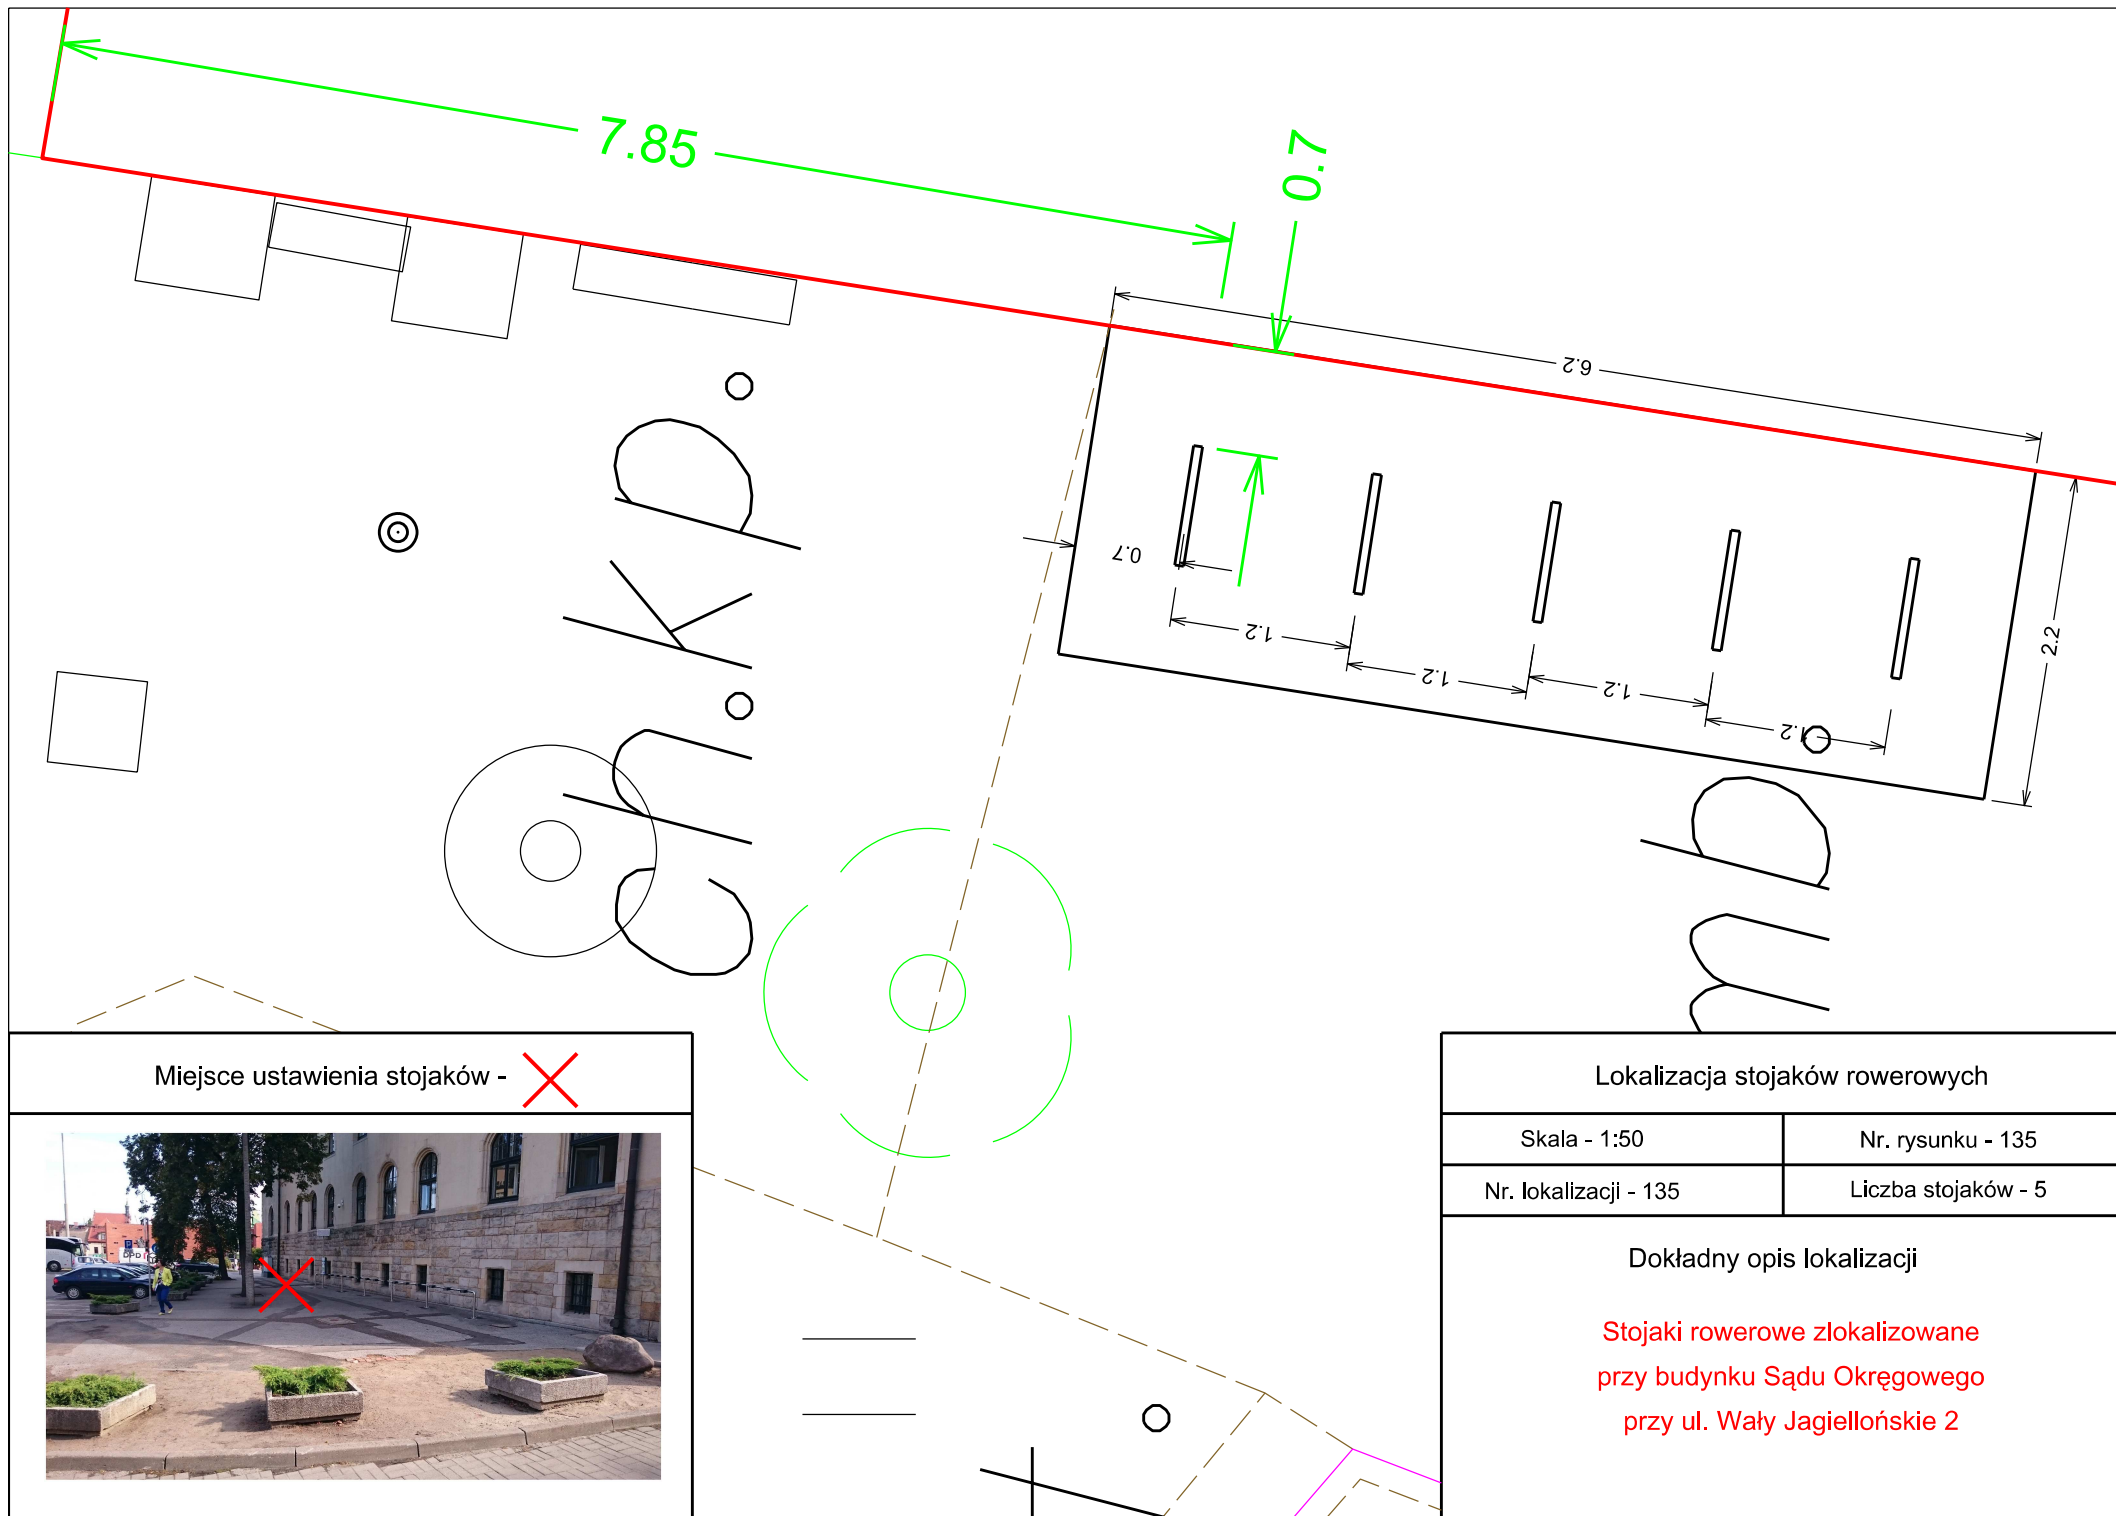 7.85
0.7
6.2
0.7
1.2
1.2
1.2
1.2
2.2
chod.
Miejsce ustawienia stojaków -
DPD
P
Lokalizacja stojaków rowerowych
Skala - 1:50
Nr. rysunku - 135
Nr. lokalizacji - 135
Liczba stojaków - 5
Dokładny opis lokalizacji
Stojaki rowerowe zlokalizowane
przy budynku Sądu Okręgowego
przy ul. Wały Jagiellońskie 2